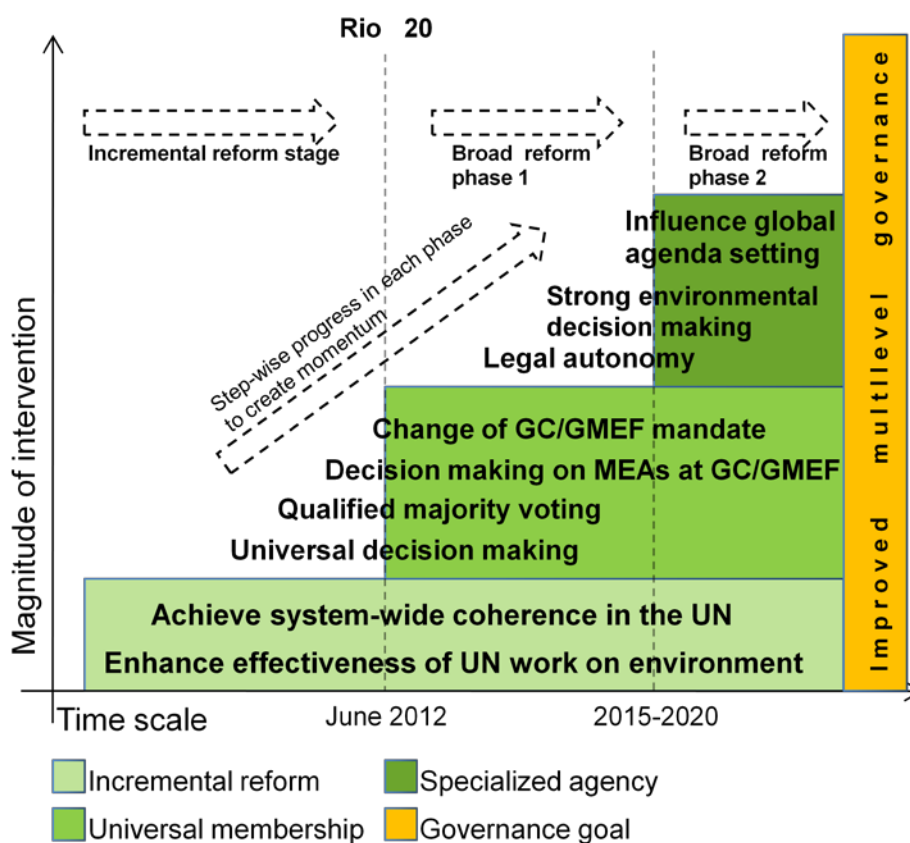 Rio 20
Incremental reform stage
Broad reform
phase 1
Broad reform
phase 2
Step-wise progress in each phase
to create momentum
Influence global
agenda setting
Strong environmental
decision making
Legal autonomy
Change of GC/GMEF mandate
Decision making on MEAs at GC/GMEF
Qualified majority voting
Universal decision making
Achieve system-wide coherence in the UN
Enhance effectiveness of UN work on environment
Magnitude of intervention
Improved multllevel governance
Time scale
June 2012
2015-2020
Incremental reform
Specialized agency
Universal membership
Governance goal